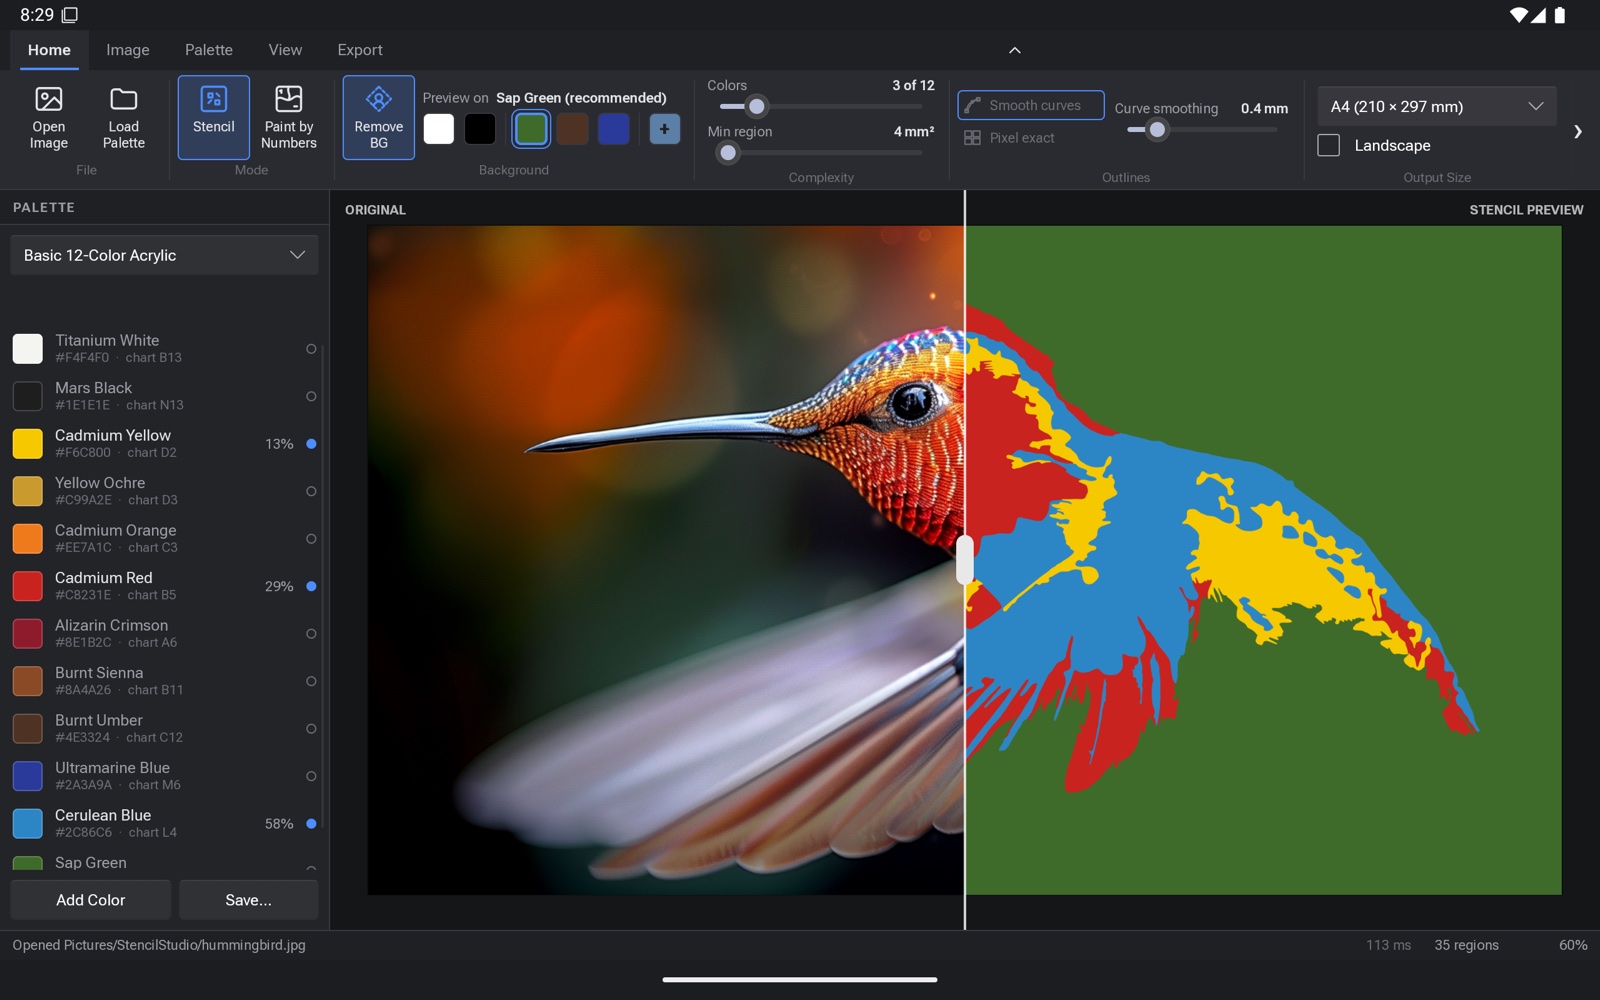 8:29
Home
Image
Palette
View
Export
Open
Image
Load
Palette
File
Stencil
Paint by
Numbers
Mode
Remove
BG
Preview on Sap Green (recommended)
+
Background
Colors 3 of 12
Min region 4 mm²
Complexity
Smooth curves
Pixel exact
Curve smoothing 0.4 mm
Outlines
A4 (210 × 297 mm)
Landscape
Output Size
PALETTE
Basic 12-Color Acrylic
Titanium White
#F4F4F0 · chart B13
Mars Black
#1E1E1E · chart N13
Cadmium Yellow
#F6C800 · chart D2
13%
Yellow Ochre
#C99A2E · chart D3
Cadmium Orange
#EE7A1C · chart C3
Cadmium Red
#C8231E · chart B5
29%
Alizarin Crimson
#8E1B2C · chart A6
Burnt Sienna
#8A4A26 · chart B11
Burnt Umber
#4E3324 · chart C12
Ultramarine Blue
#2A3A9A · chart M6
Cerulean Blue
#2C86C6 · chart L4
58%
Sap Green
Add Color
Save...
ORIGINAL
STENCIL PREVIEW
Opened Pictures/StencilStudio/hummingbird.jpg
113 ms
35 regions
60%